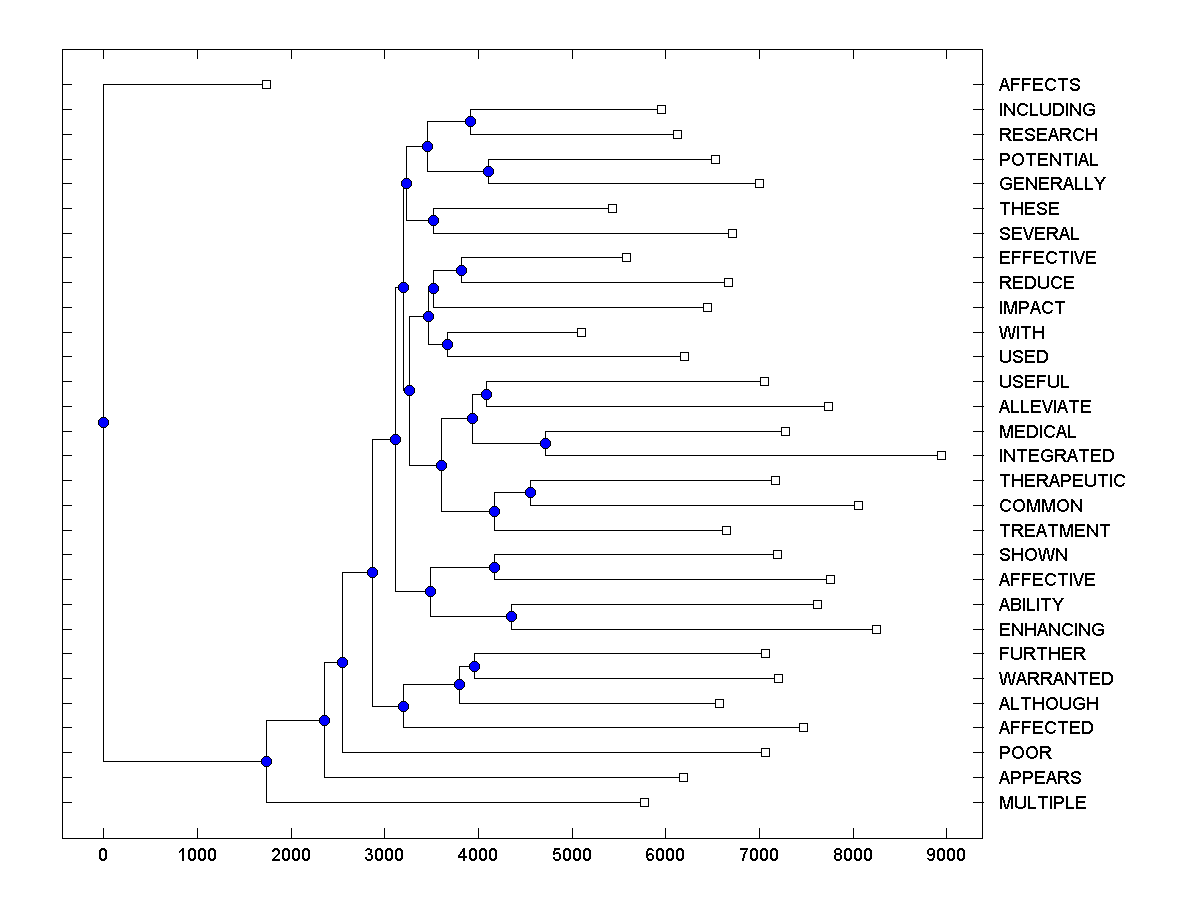 AFFECTS
INCLUDING
RESEARCH
POTENTIAL
GENERALLY
THESE
SEVERAL
EFFECTIVE
REDUCE
IMPACT
WITH
USED
USEFUL
ALLEVIATE
MEDICAL
INTEGRATED
THERAPEUTIC
COMMON
TREATMENT
SHOWN
AFFECTIVE
ABILITY
ENHANCING
FURTHER
WARRANTED
ALTHOUGH
AFFECTED
POOR
APPEARS
MULTIPLE
0 1000 2000 3000 4000 5000 6000 7000 8000 9000